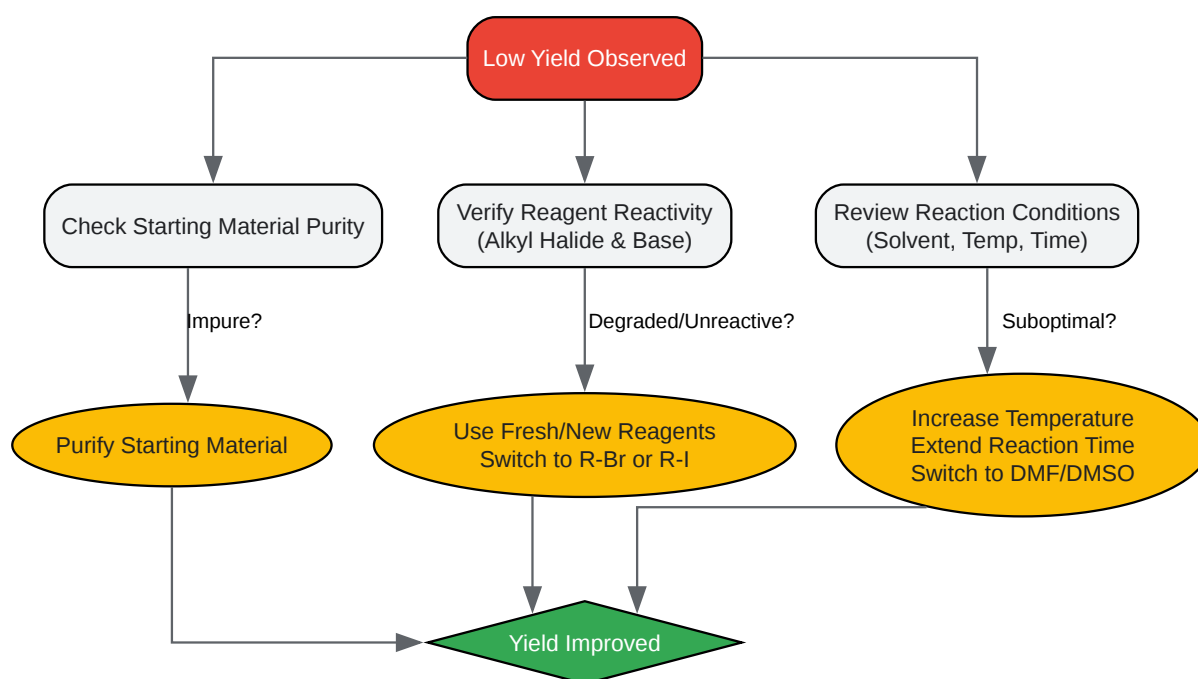 Low Yield Observed
Check Starting Material Purity
Verify Reagent Reactivity
(Alkyl Halide & Base)
Review Reaction Conditions
(Solvent, Temp, Time)
Impure?
Degraded/Unreactive?
Suboptimal?
Purify Starting Material
Use Fresh/New Reagents
Switch to R-Br or R-I
Increase Temperature
Extend Reaction Time
Switch to DMF/DMSO
Yield Improved